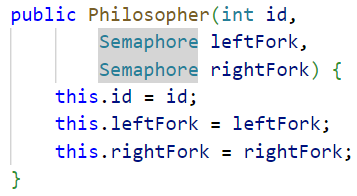 public Philosopher(int id,
Semaphore leftFork,
Semaphore rightFork) {
this.id = id;
this.leftFork = leftFork;
this.rightFork = rightFork;
}